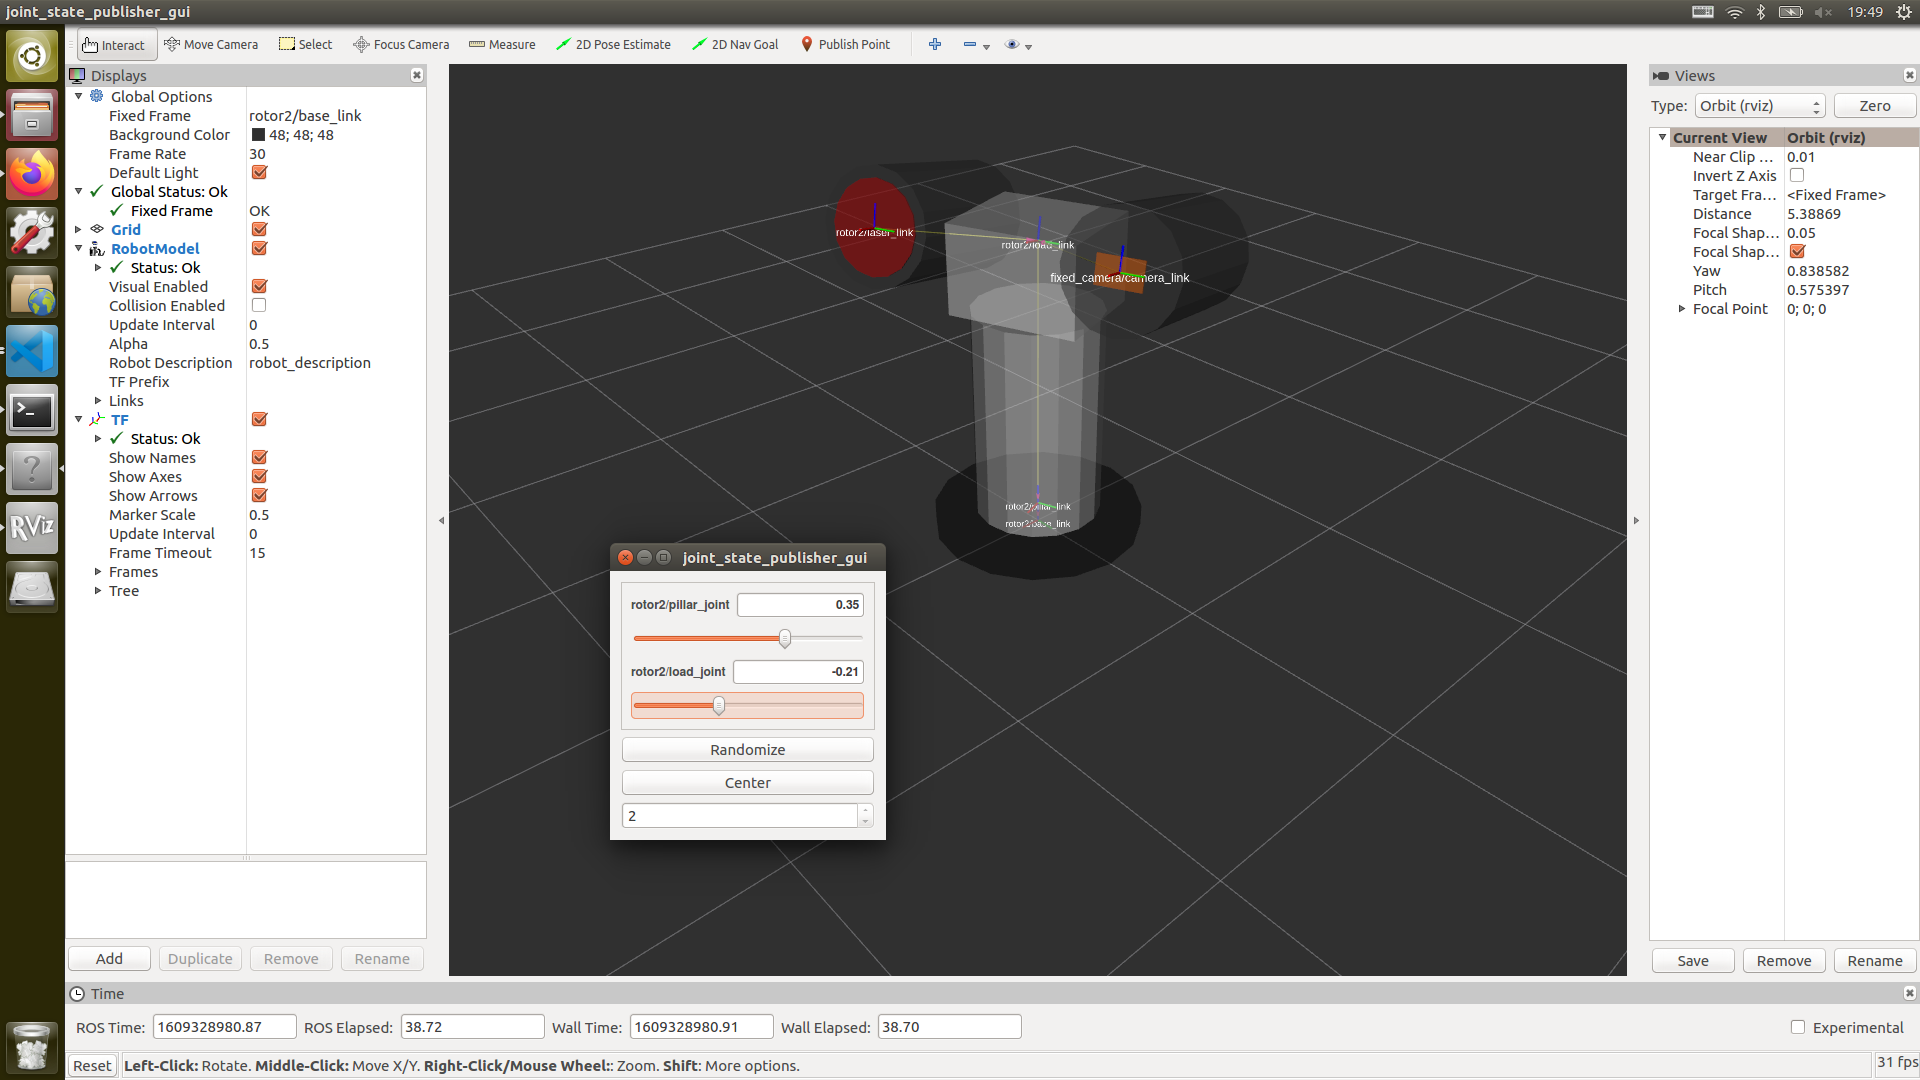 joint_state_publisher_gui
19:49
Interact
Move Camera
Select
Focus Camera
Measure
2D Pose Estimate
2D Nav Goal
Publish Point
Displays
Global Options
Fixed Frame rotor2/base_link
Background Color 48; 48; 48
Frame Rate 30
Default Light
Global Status: Ok
Fixed Frame OK
Grid
RobotModel
Status: Ok
Visual Enabled
Collision Enabled
Update Interval 0
Alpha 0.5
Robot Description robot_description
TF Prefix
Links
TF
Status: Ok
Show Names
Show Axes
Show Arrows
Marker Scale 0.5
Update Interval 0
Frame Timeout 15
Frames
Tree
Add
Duplicate
Remove
Rename
RViz
rotor2/laser_link
rotor2/load_link
fixed_camera/camera_link
rotor2/pillar_link
rotor2/base_link
joint_state_publisher_gui
rotor2/pillar_joint 0.35
rotor2/load_joint -0.21
Randomize
Center
2
Views
Type: Orbit (rviz) Zero
Current View Orbit (rviz)
Near Clip ... 0.01
Invert Z Axis
Target Fra... <Fixed Frame>
Distance 5.38869
Focal Shap... 0.05
Focal Shap...
Yaw 0.838582
Pitch 0.575397
Focal Point 0; 0; 0
Save
Remove
Rename
Time
ROS Time: 1609328980.87 ROS Elapsed: 38.72 Wall Time: 1609328980.91 Wall Elapsed: 38.70
Experimental
Reset
Left-Click: Rotate. Middle-Click: Move X/Y. Right-Click/Mouse Wheel:: Zoom. Shift: More options.
31 fps